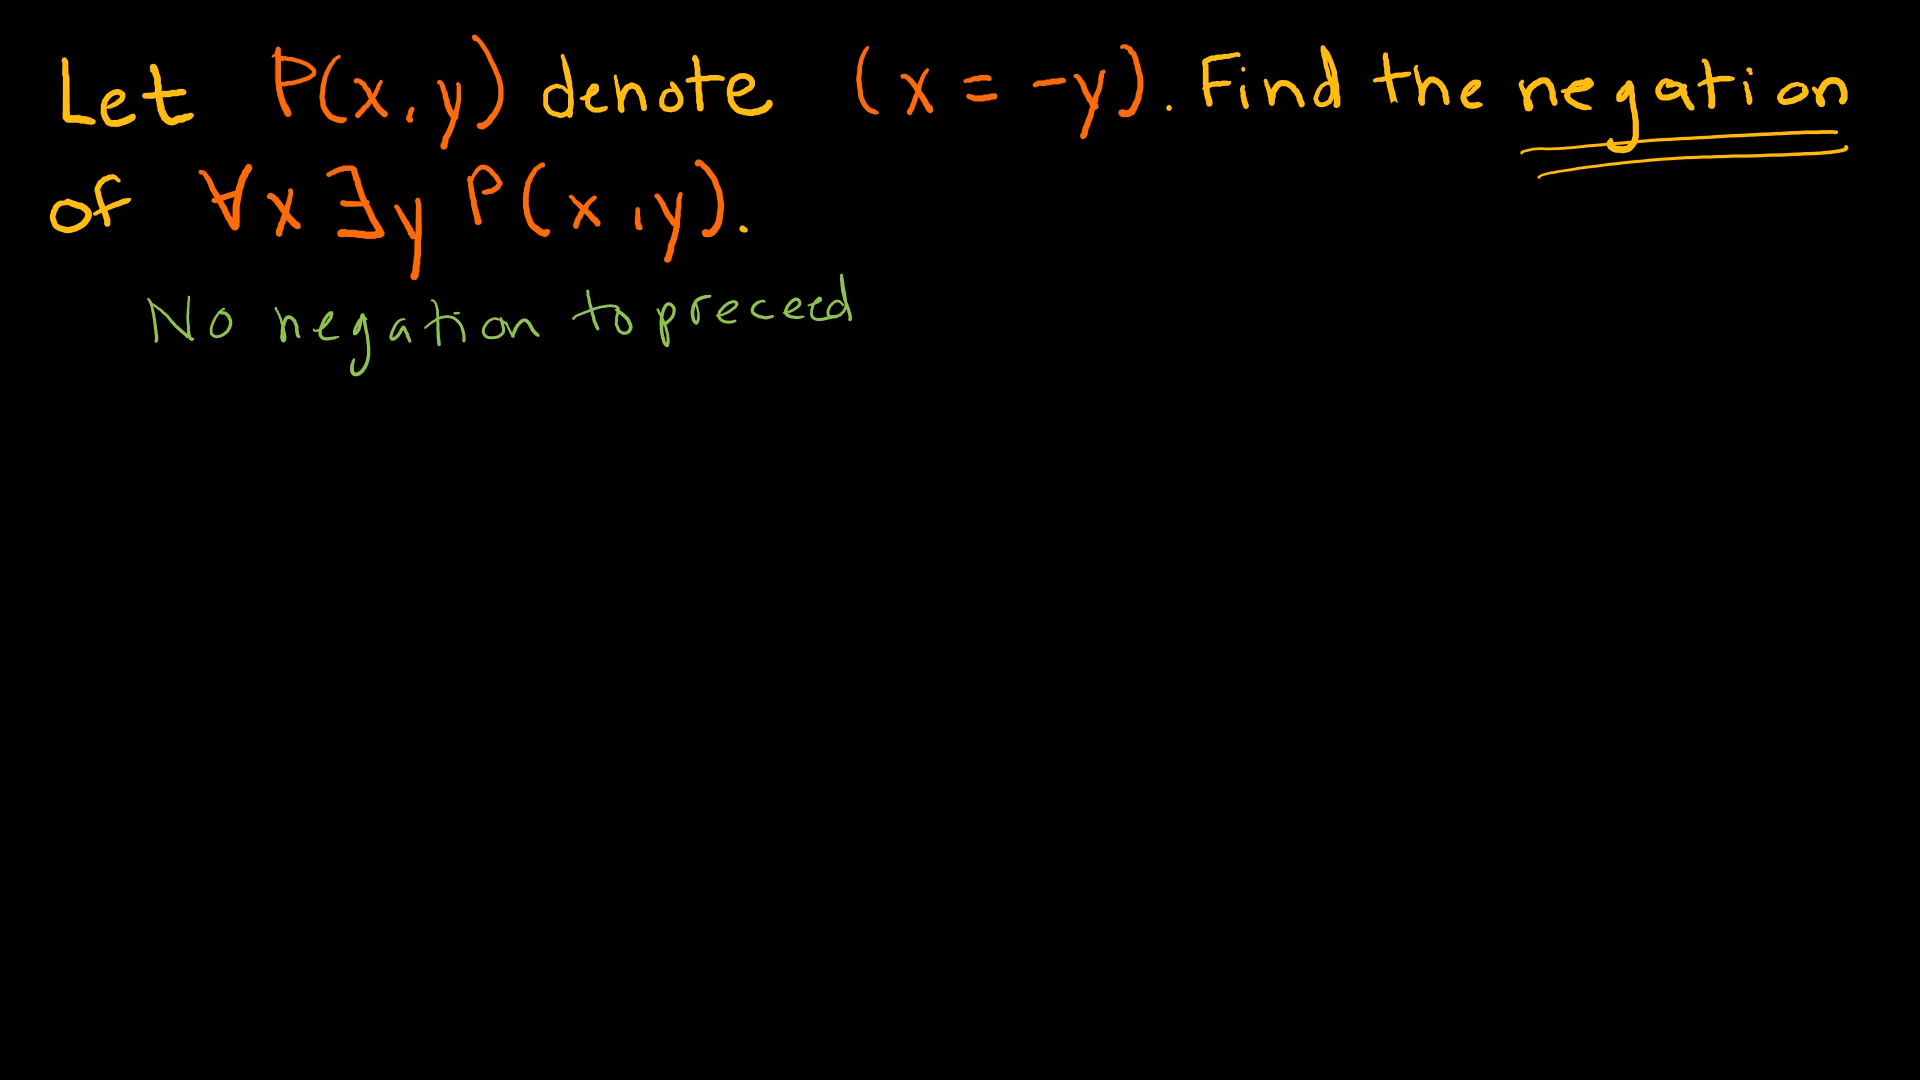 Let P(x,y) denote (x = -y). Find the negation
of ∀x ∃y P(x,y).
No negation to preceed